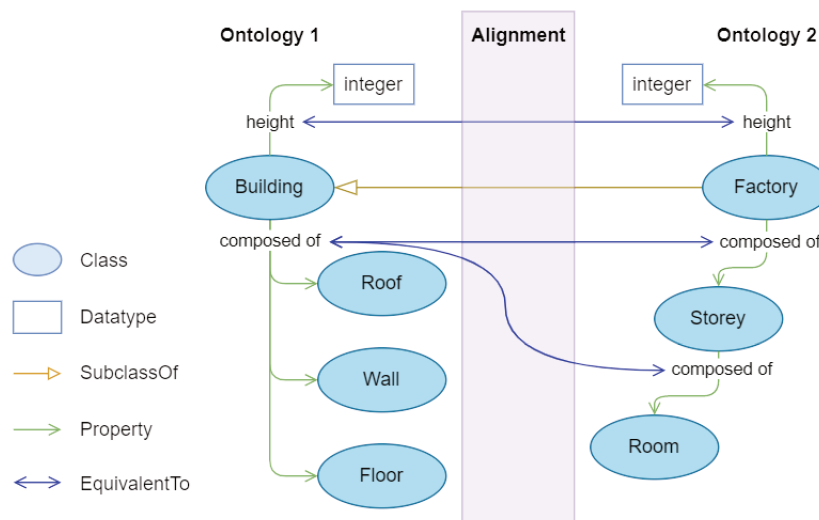 Ontology 1
Alignment
Ontology 2
integer
integer
height
height
Building
Factory
composed of
composed of
Class
Roof
Datatype
Storey
SubclassOf
Wall
composed of
Property
Room
EquivalentTo
Floor